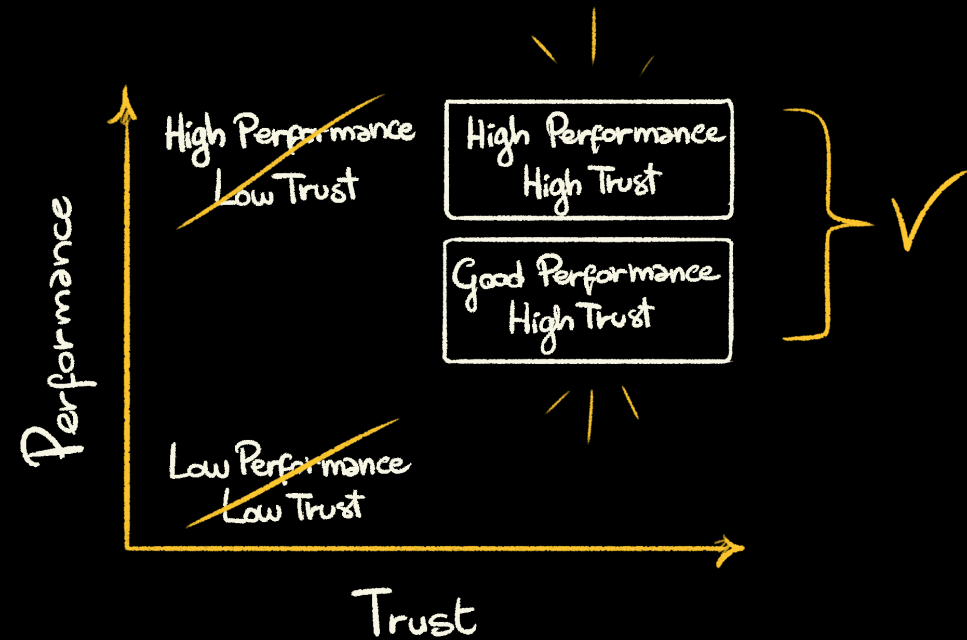 High Performance
Low Trust
High Performance
High Trust
Good Performance
High Trust
Low Performance
Low Trust
Performance
Trust